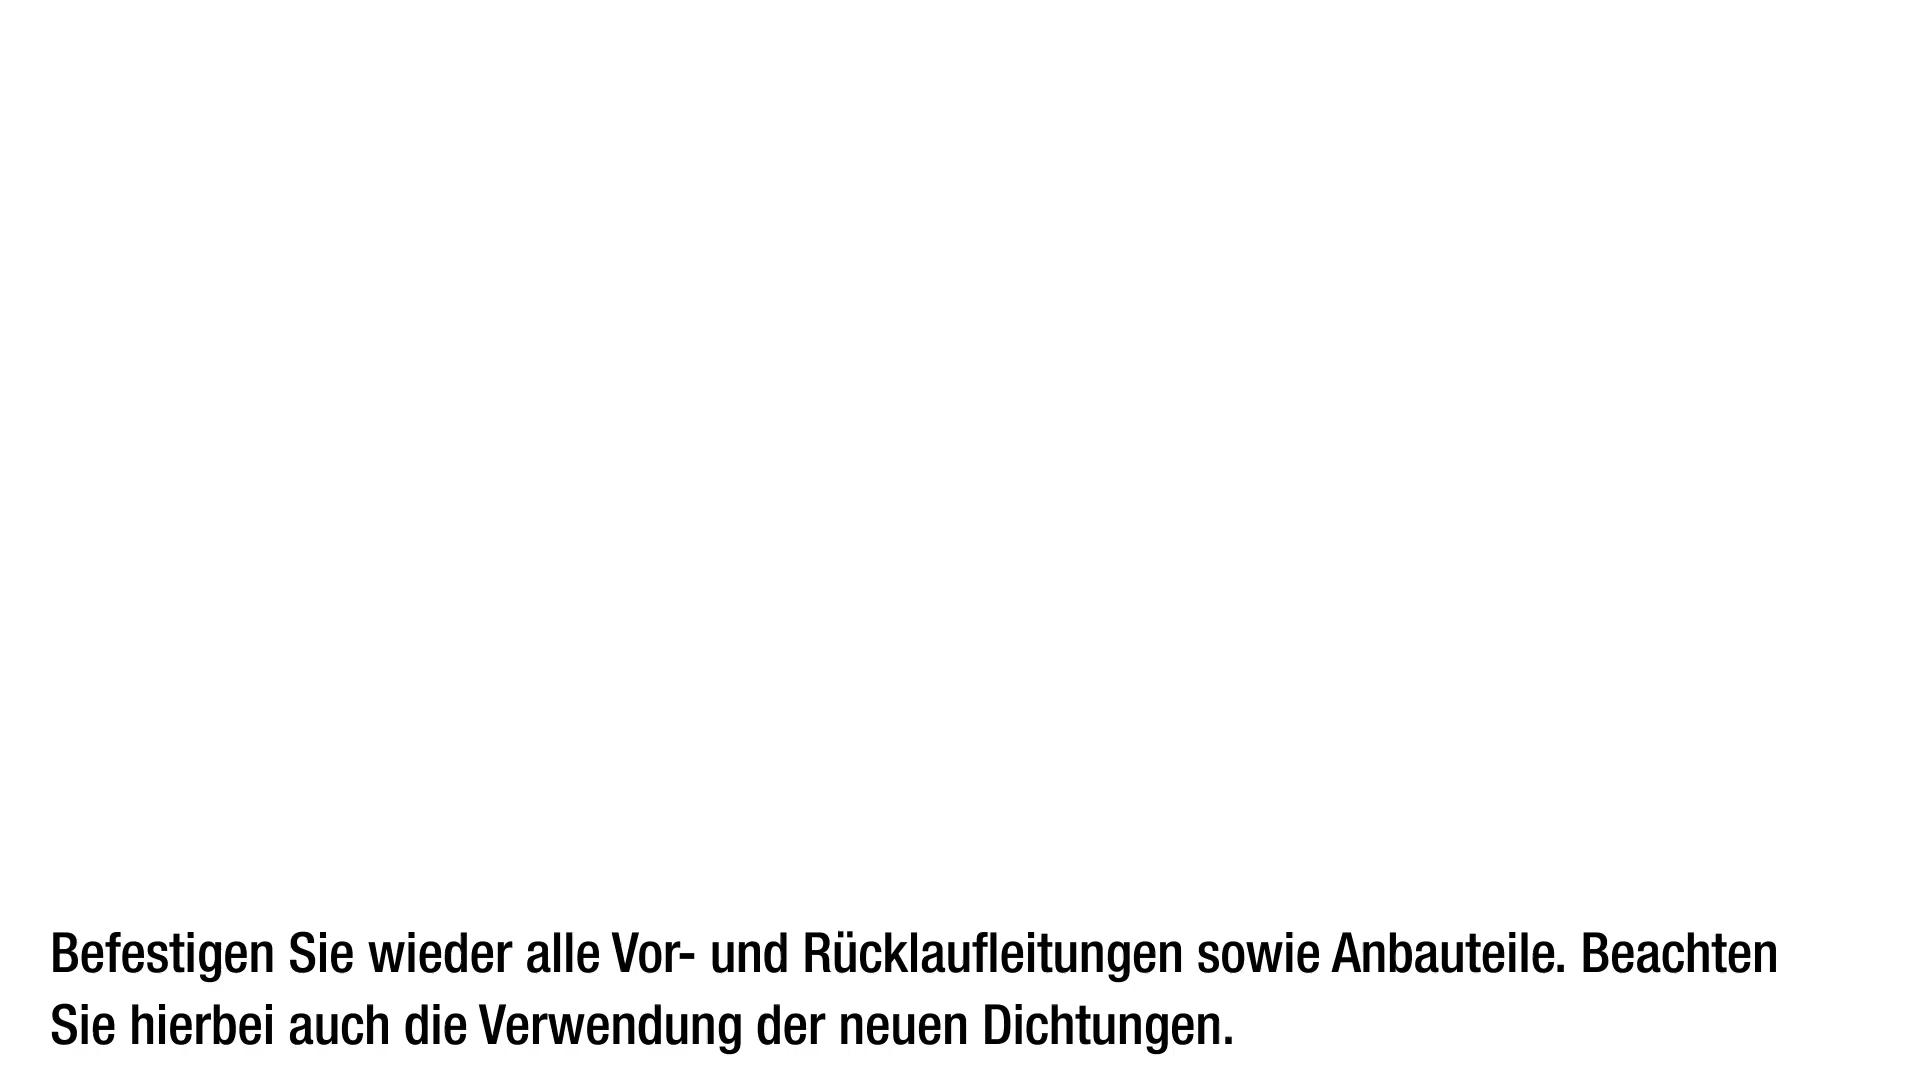 Befestigen Sie wieder alle Vor- und Rücklaufleitungen sowie Anbauteile. Beachten
Sie hierbei auch die Verwendung der neuen Dichtungen.